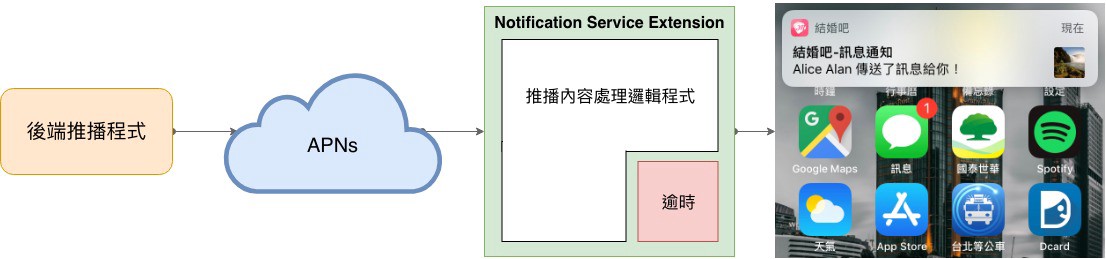 後端推播程式
APNs
Notification Service Extension
推播內容處理邏輯程式
逾時
結婚吧
現在
結婚吧-訊息通知
Alice Alan 傳送了訊息給你！
時鐘 行事曆 備忘錄 設定
1
Google Maps 訊息 國泰世華 Spotify
天氣 App Store 台北等公車 Dcard